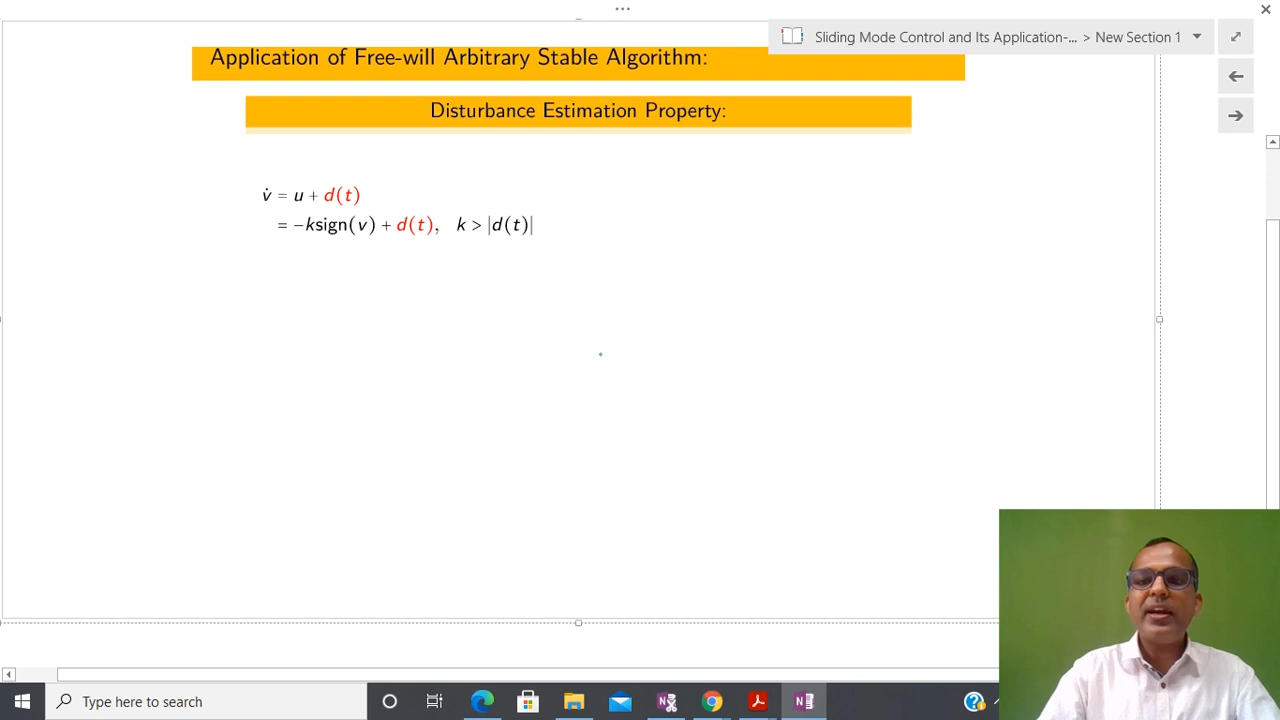 Sliding Mode Control and Its Application-... > New Section 1
Application of Free-will Arbitrary Stable Algorithm:
Disturbance Estimation Property:
v̇ = u + d(t)
= −ksign(v) + d(t), k > |d(t)|
Type here to search